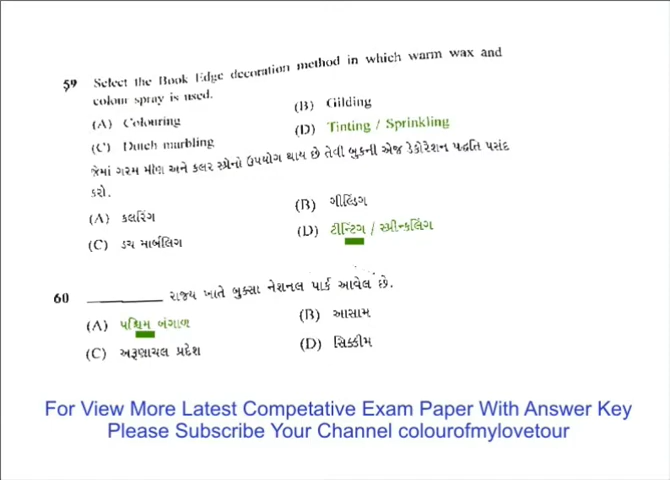 59 Select the Book Edge decoration method in which warm wax and
colour spray is used.
(A) Colouring (B) Gilding
(C) Dutch marbling (D) Tinting / Sprinkling
જેમાં ગરમ મીણ અને કલર સ્પ્રેનો ઉપયોગ થાય છે તેવી બુકની એજ ડેકોરેશન પદ્ધતિ પસંદ
કરો.
(A) કલરિંગ (B) ગીલ્ડિંગ
(C) ડચ માર્બલિંગ (D) ટીન્ટિંગ / સ્પ્રીન્કલિંગ
60 ________ રાજ્ય ખાતે બુક્સા નેશનલ પાર્ક આવેલ છે.
(A) પશ્ચિમ બંગાળ (B) આસામ
(C) અરૂણાચલ પ્રદેશ (D) સિક્કીમ
For View More Latest Competative Exam Paper With Answer Key
Please Subscribe Your Channel colourofmylovetour